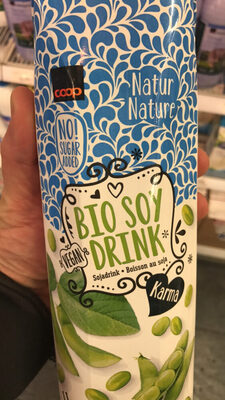 coop
Natur
Nature
NO!
SUGAR
ADDED
BIO SOY
VEGAN
DRINK
Sojadrink • Boisson au soja
Karma